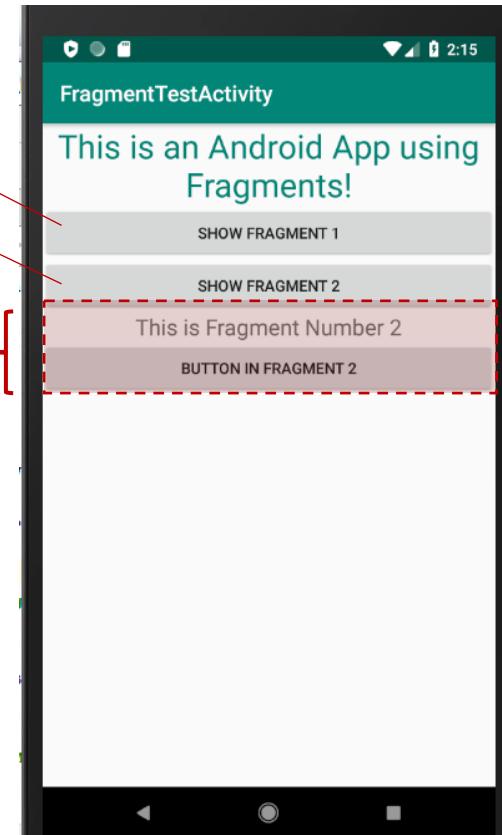 2:15
FragmentTestActivity
This is an Android App using
Fragments!
SHOW FRAGMENT 1
SHOW FRAGMENT 2
This is Fragment Number 2
BUTTON IN FRAGMENT 2